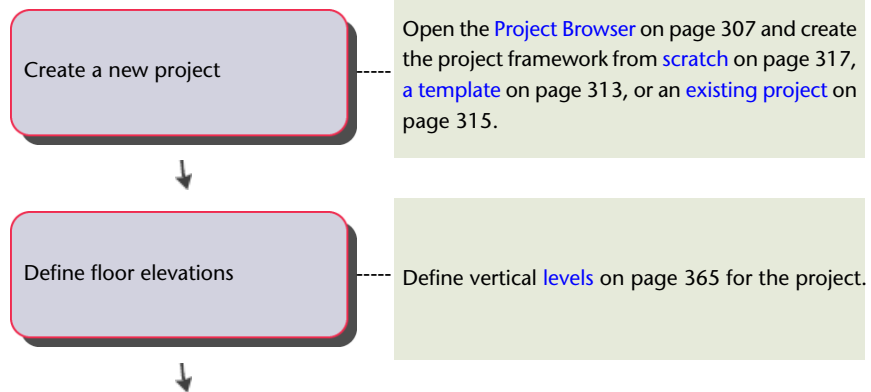 Create a new project
Open the Project Browser on page 307 and create
the project framework from scratch on page 317,
a template on page 313, or an existing project on
page 315.
Define floor elevations
Define vertical levels on page 365 for the project.